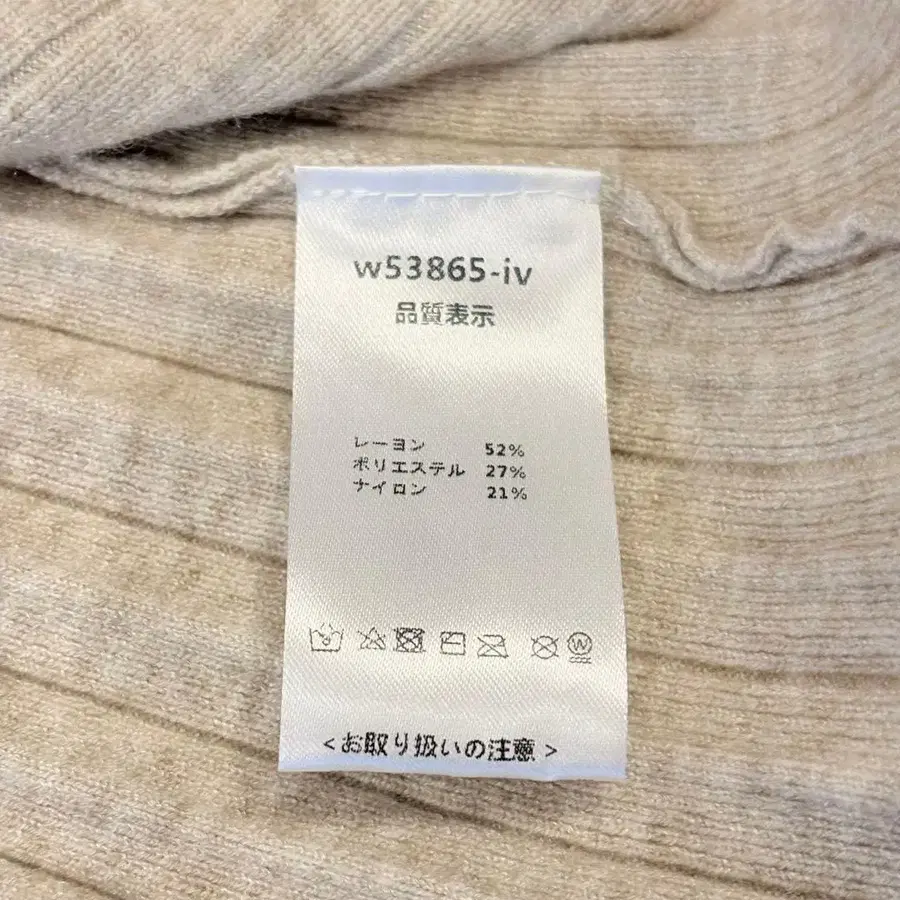 w53865-iv
品質表示
レーヨン 52%
ポリエステル 27%
ナイロン 21%
W
<お取り扱いの注意>